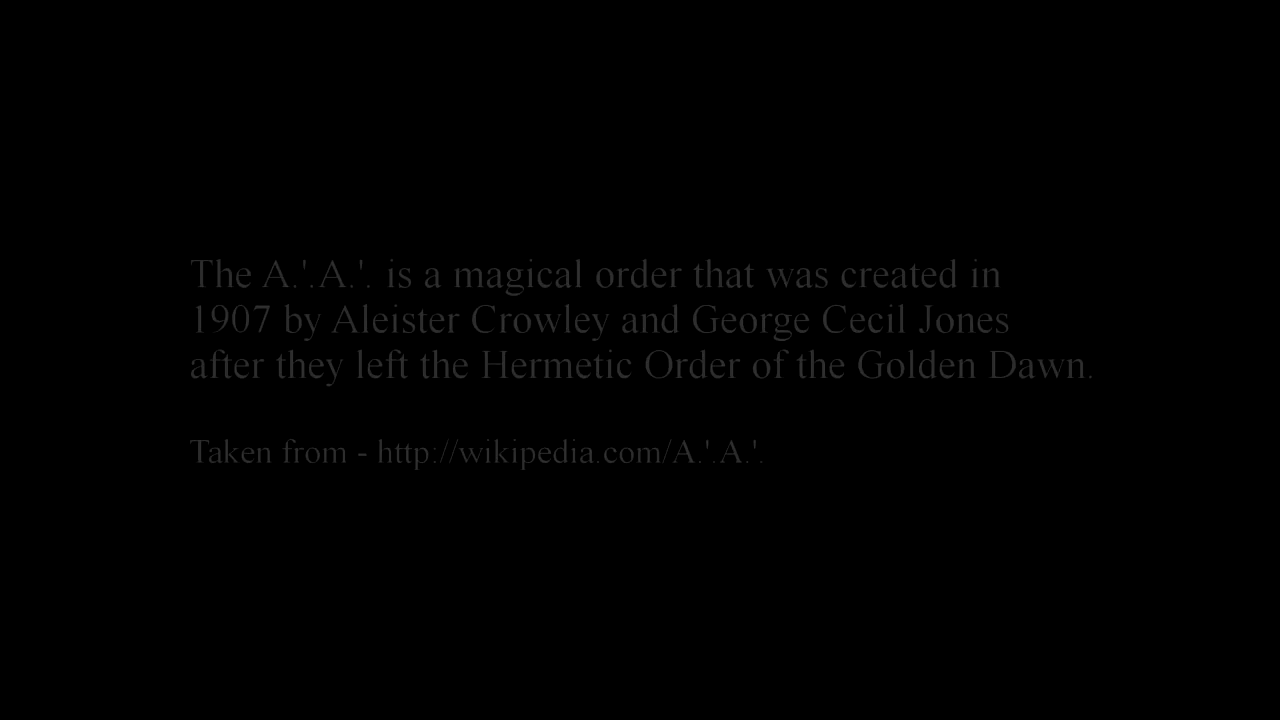 The A.'.A.'. is a magical order that was created in
1907 by Aleister Crowley and George Cecil Jones
after they left the Hermetic Order of the Golden Dawn.
Taken from - http://wikipedia.com/A.'.A.'.